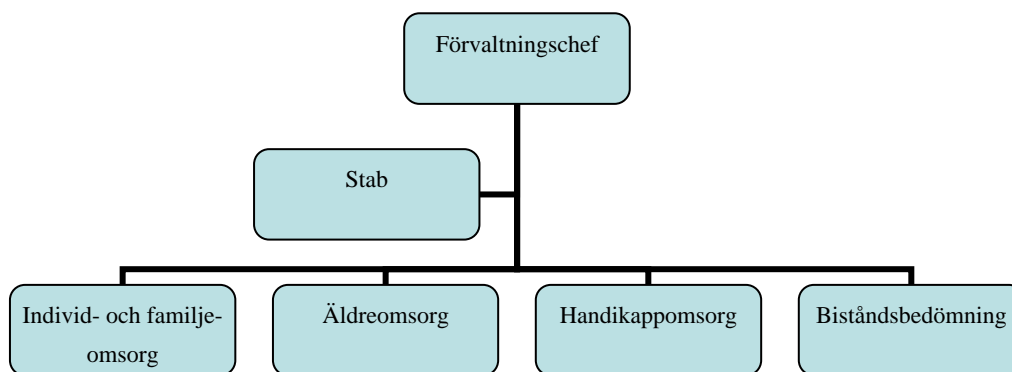 Förvaltningschef
Stab
Individ- och familje-
omsorg
Äldreomsorg
Handikappomsorg
Biståndsbedömning